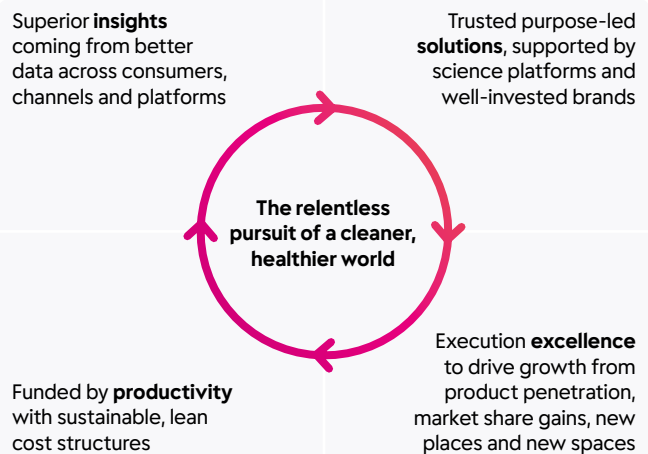 Superior insights
coming from better
data across consumers,
channels and platforms
Trusted purpose-led
solutions, supported by
science platforms and
well-invested brands
The relentless
pursuit of a cleaner,
healthier world
Execution excellence
to drive growth from
product penetration,
market share gains, new
places and new spaces
Funded by productivity
with sustainable, lean
cost structures